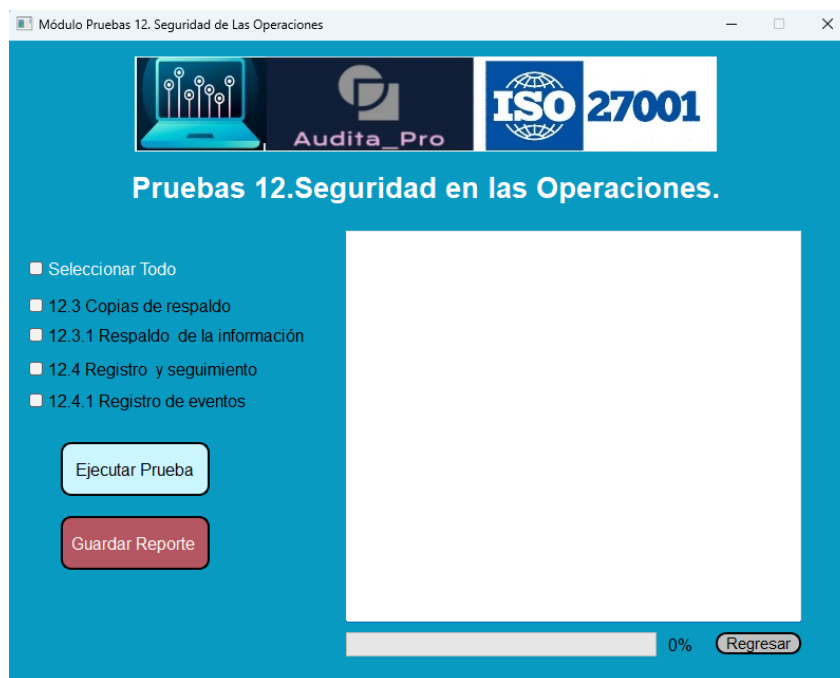 Módulo Pruebas 12. Seguridad de Las Operaciones
Audita_Pro
ISO 27001
Pruebas 12.Seguridad en las Operaciones.
Seleccionar Todo
12.3 Copias de respaldo
12.3.1 Respaldo de la información
12.4 Registro y seguimiento
12.4.1 Registro de eventos
Ejecutar Prueba
Guardar Reporte
0%
Regresar